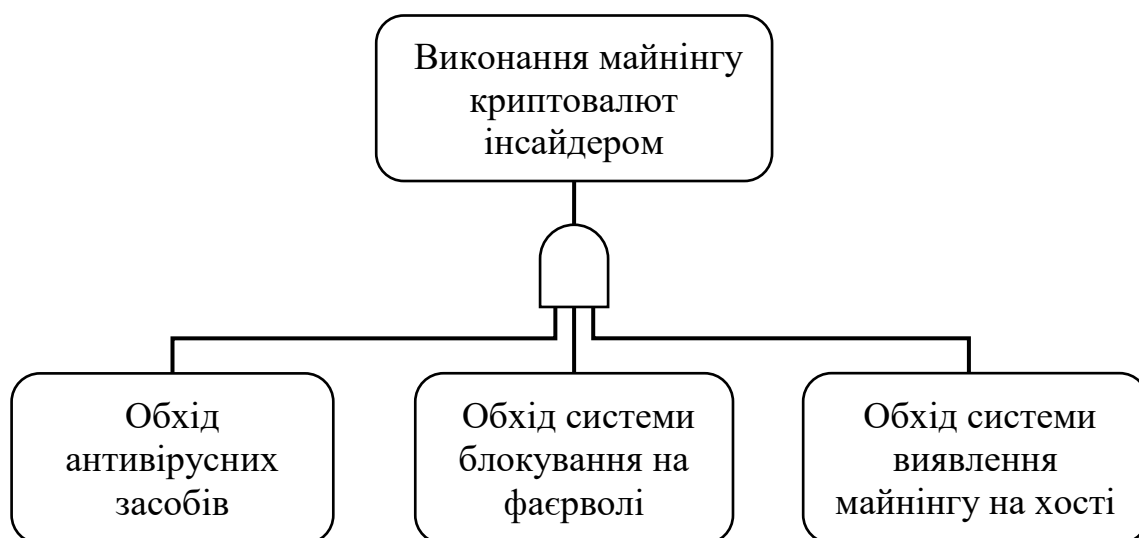 Виконання майнінгу
криптовалют
інсайдером
Обхід
антивірусних
засобів
Обхід системи
блокування на
фаєрволі
Обхід системи
виявлення
майнінгу на хості